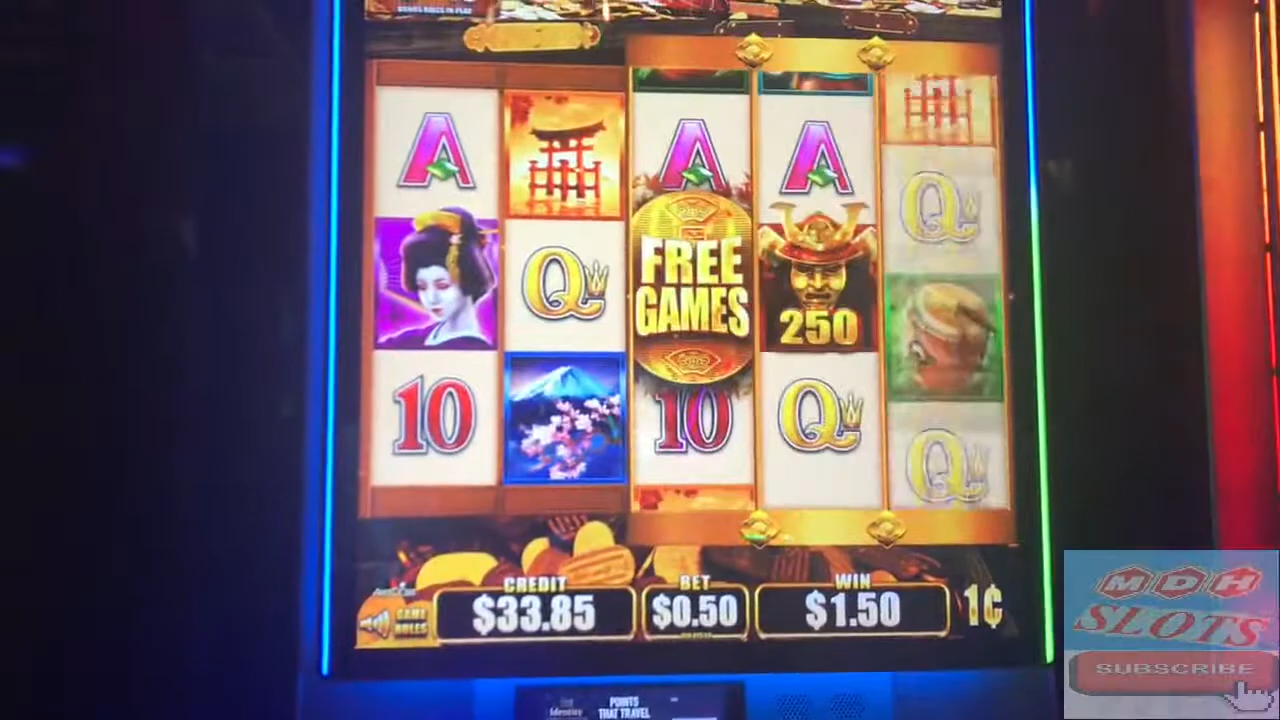 A
A
A
Q
Q
FREE
GAMES
250
10
10
Q
Q
CREDIT
BET
WIN
$33.85
$0.50
$1.50
1¢
GAME
RULES
Identity
POINTS
THAT TRAVEL
MDH
SLOTS
SUBSCRIBE